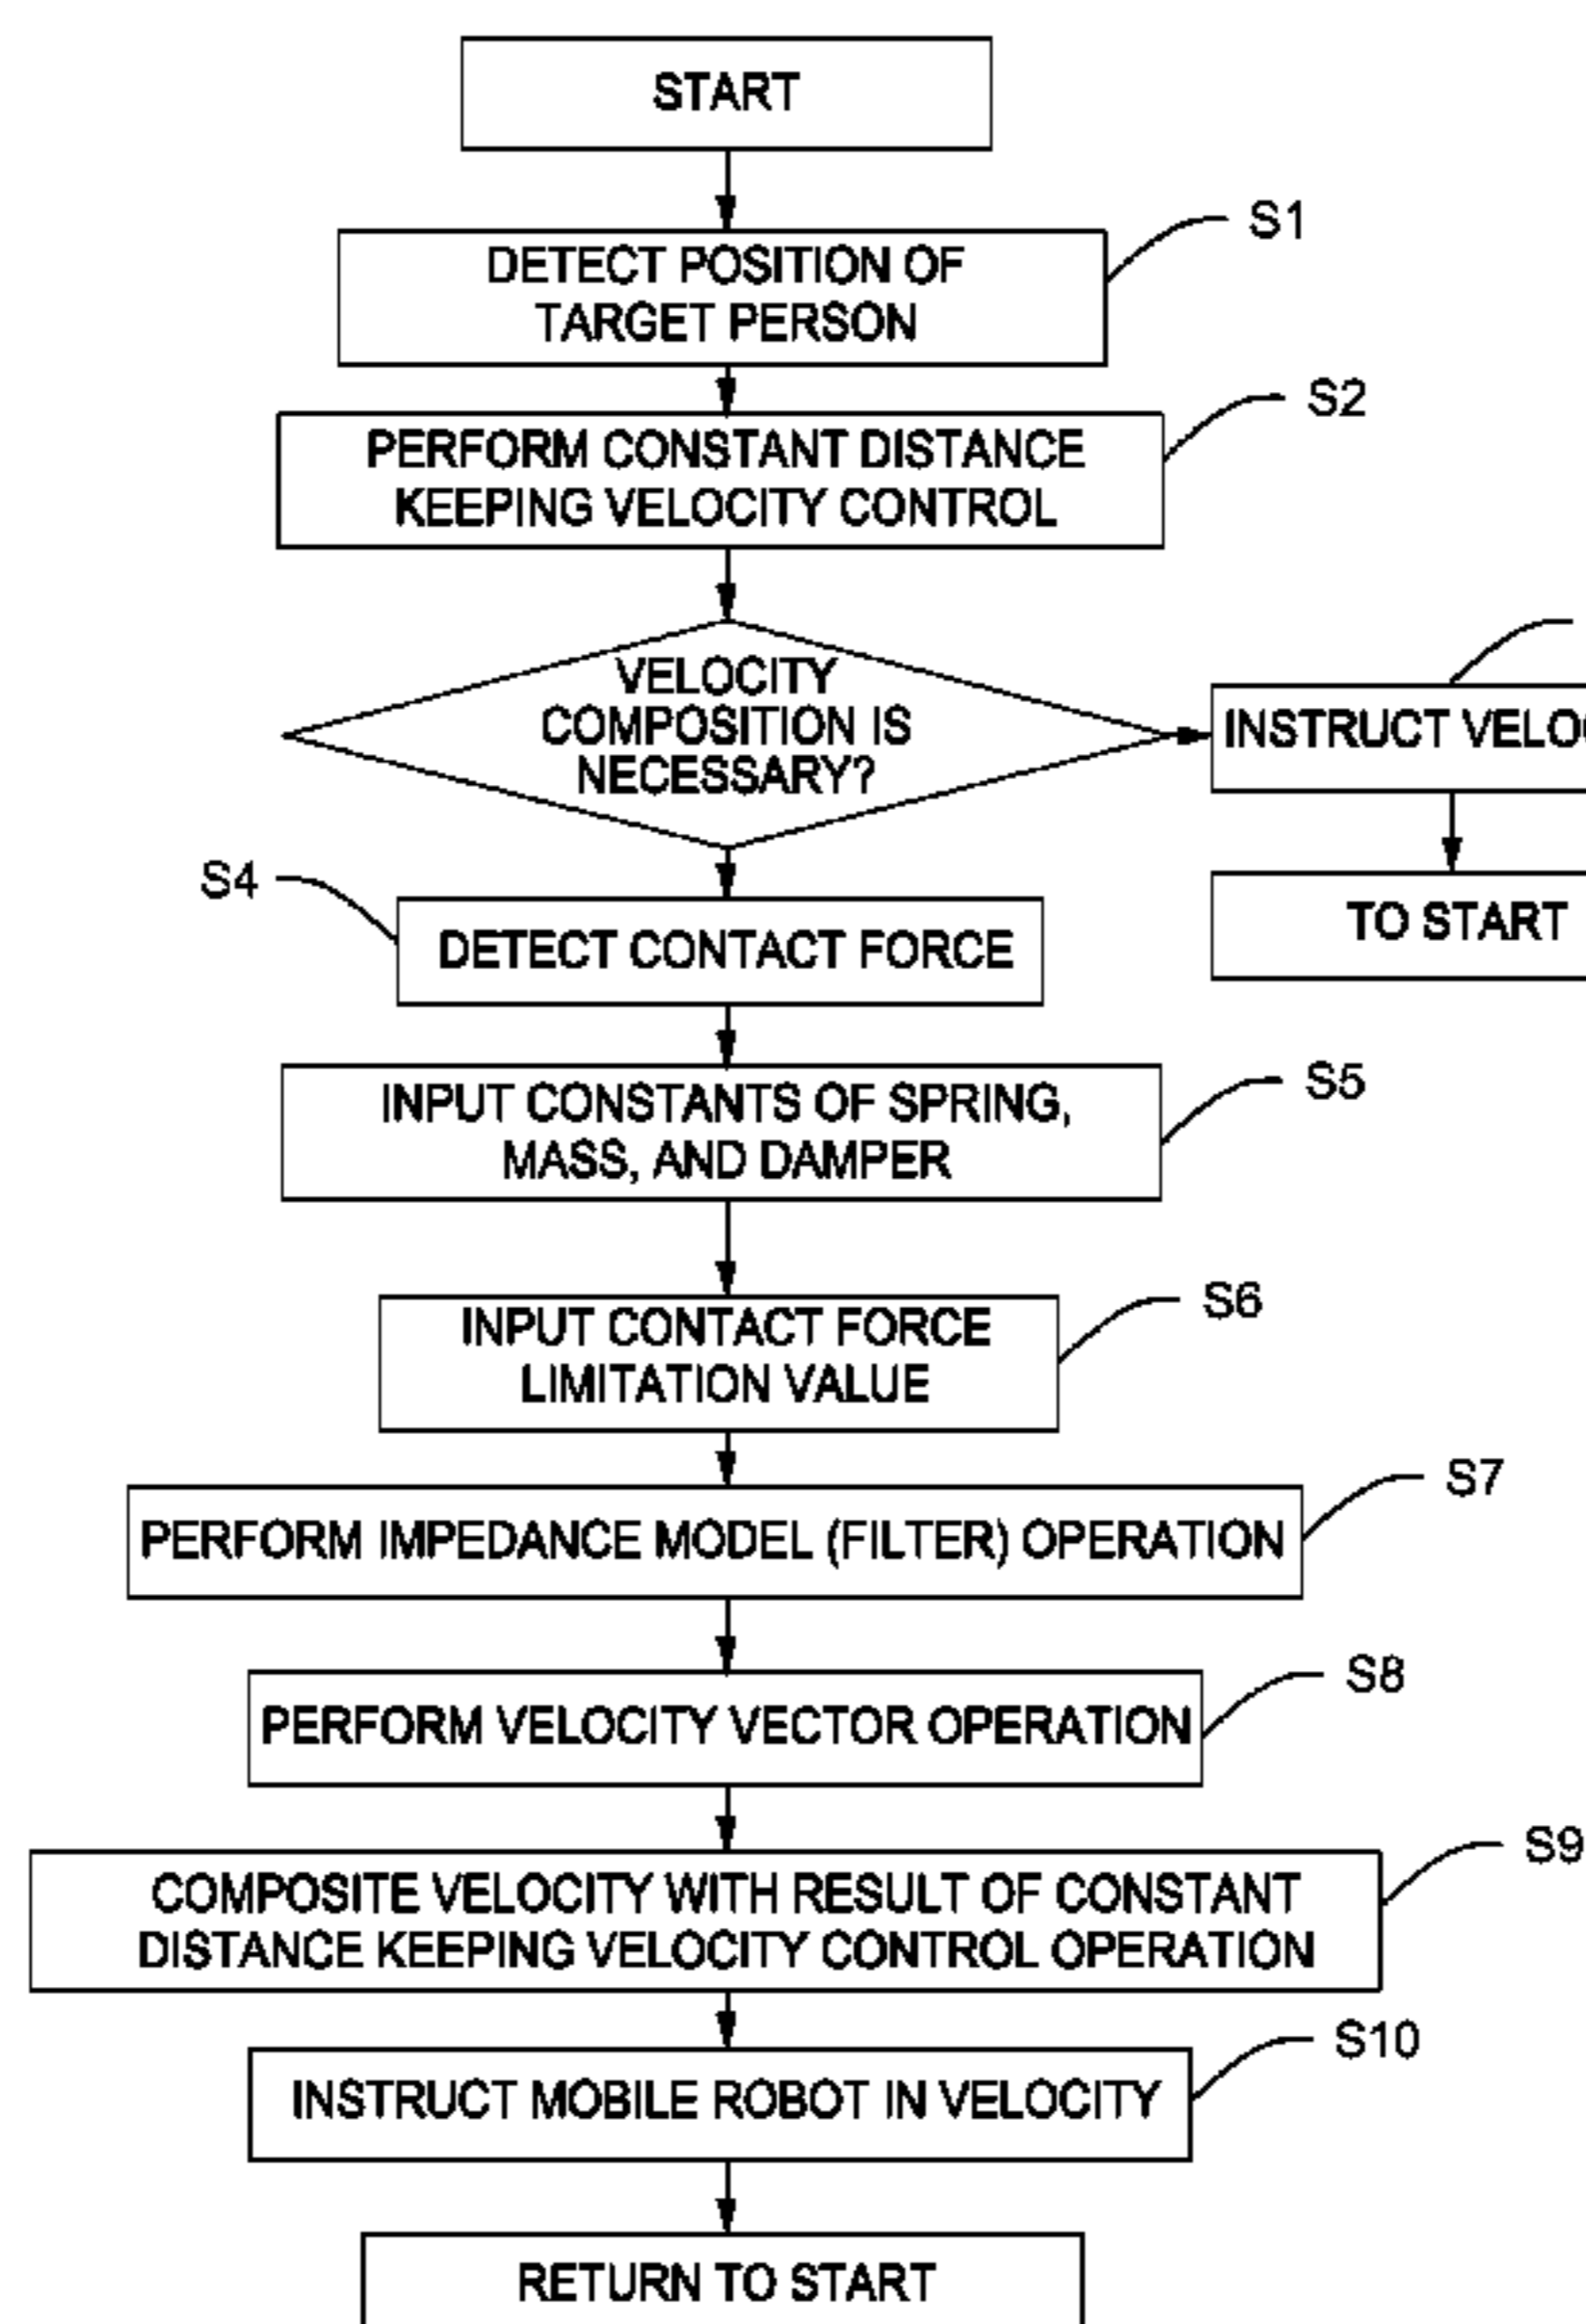 START
S1
DETECT POSITION OF
TARGET PERSON
S2
PERFORM CONSTANT DISTANCE
KEEPING VELOCITY CONTROL
VELOCITY
COMPOSITION IS
NECESSARY?
INSTRUCT
TO START
S4
DETECT CONTACT FORCE
S5
INPUT CONSTANTS OF SPRING,
MASS, AND DAMPER
S6
INPUT CONTACT FORCE
LIMITATION VALUE
S7
PERFORM IMPEDANCE MODEL (FILTER) OPERATION
S8
PERFORM VELOCITY VECTOR OPERATION
S9
COMPOSITE VELOCITY WITH RESULT OF CONSTANT
DISTANCE KEEPING VELOCITY CONTROL OPERATION
S10
INSTRUCT MOBILE ROBOT IN VELOCITY
RETURN TO START